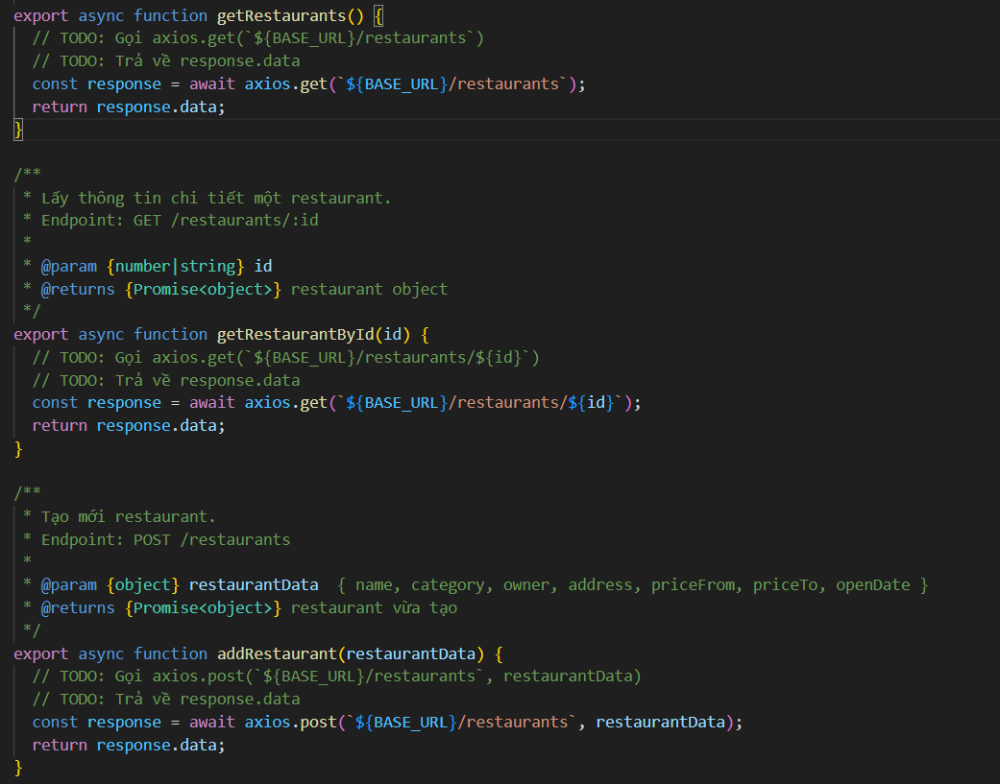 export async function getRestaurants() {
  // TODO: Gọi axios.get(`${BASE_URL}/restaurants`)
  // TODO: Trả về response.data
  const response = await axios.get(`${BASE_URL}/restaurants`);
  return response.data;
}
/**
 * Lấy thông tin chi tiết một restaurant.
 * Endpoint: GET /restaurants/:id
 *
 * @param {number|string} id
 * @returns {Promise<object>} restaurant object
 */
export async function getRestaurantById(id) {
  // TODO: Gọi axios.get(`${BASE_URL}/restaurants/${id}`)
  // TODO: Trả về response.data
  const response = await axios.get(`${BASE_URL}/restaurants/${id}`);
  return response.data;
}
/**
 * Tạo mới restaurant.
 * Endpoint: POST /restaurants
 *
 * @param {object} restaurantData  { name, category, owner, address, priceFrom, priceTo, openDate }
 * @returns {Promise<object>} restaurant vừa tạo
 */
export async function addRestaurant(restaurantData) {
  // TODO: Gọi axios.post(`${BASE_URL}/restaurants`, restaurantData)
  // TODO: Trả về response.data
  const response = await axios.post(`${BASE_URL}/restaurants`, restaurantData);
  return response.data;
}